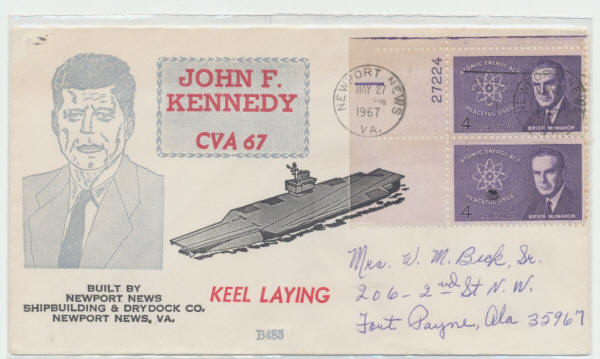 JOHN F.
KENNEDY
CVA 67
BUILT BY
NEWPORT NEWS
SHIPBUILDING & DRYDOCK CO.
NEWPORT NEWS, VA.
KEEL LAYING
B483
27224
NEWPORT NEWS
MAY 27
PM
1967
VA.
ATOMIC ENERGY ACT
PEACEFUL USES
4
BRIEN McMAHON
ATOMIC ENERGY ACT
PEACEFUL USES
4 U.S. POSTAGE
BRIEN McMAHON
Mrs. W. M. Beck, Sr.
206-2nd St N.W.
Fort Payne, Ala 35967